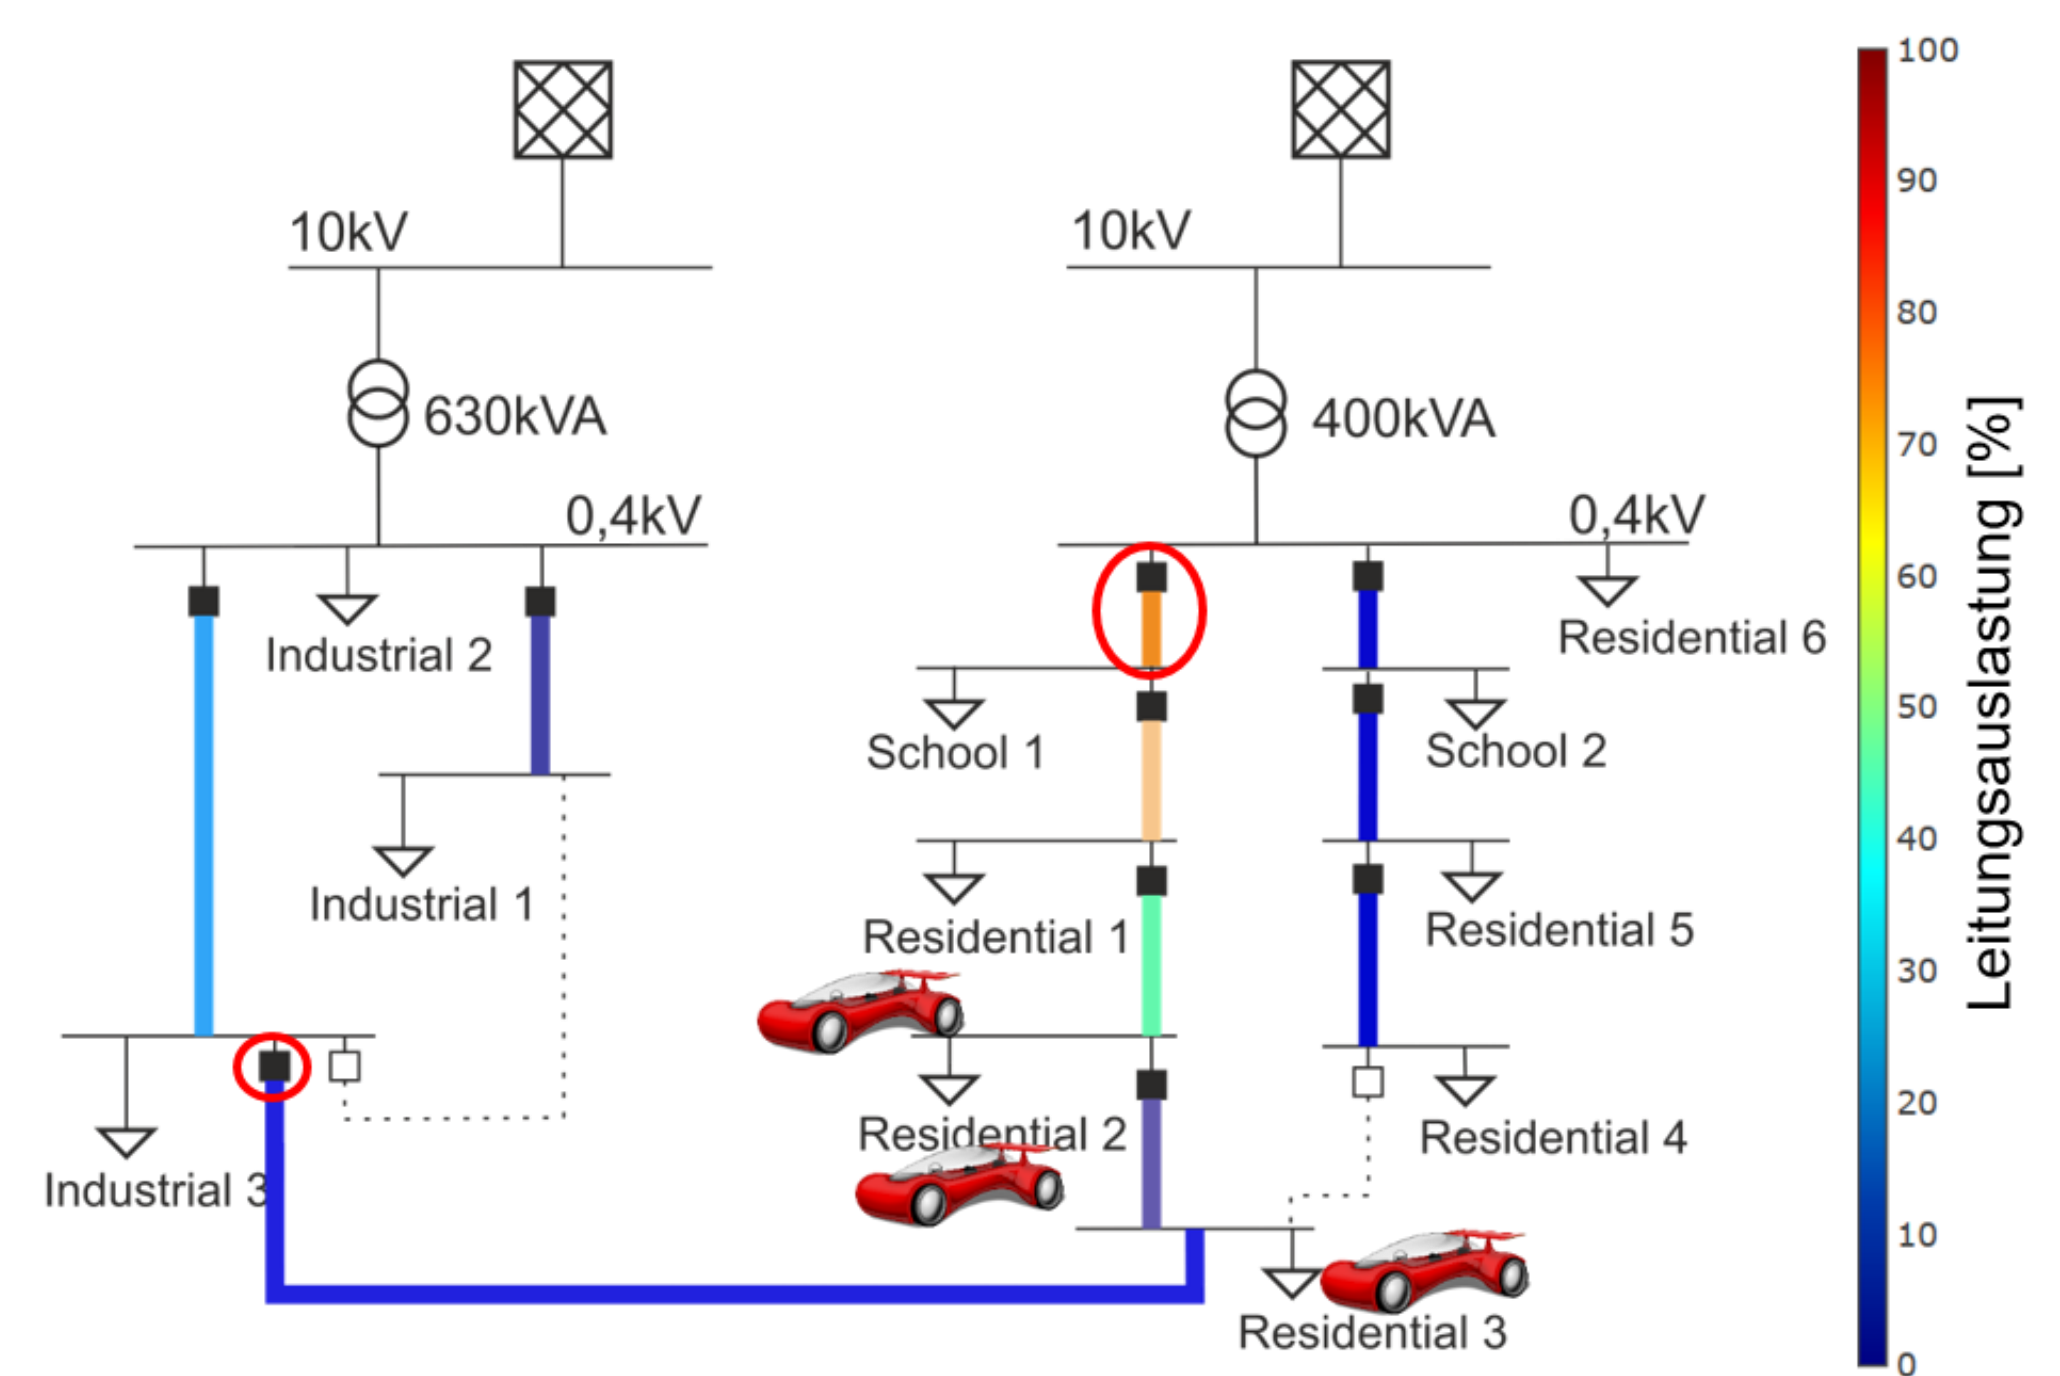 10kV
10kV
630kVA
400kVA
0,4kV
0,4kV
Industrial 2
Residential 6
School 1
School 2
Industrial 1
Residential 1
Residential 5
Residential 2
Residential 4
Industrial 3
Residential 3
100
90
80
70
60
50
40
30
20
10
0
Leitungsauslastung [%]